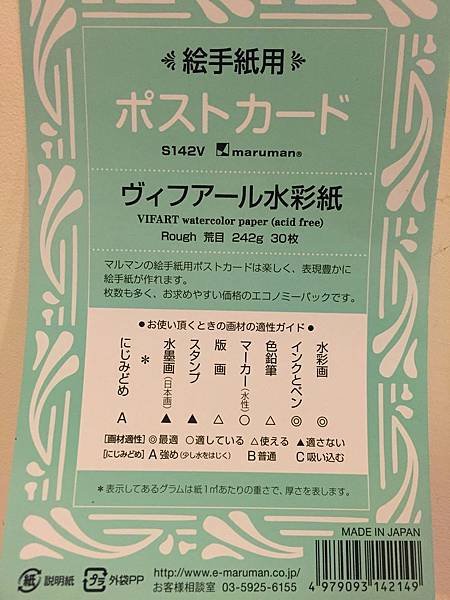 絵手紙用
ポストカード
S142V maruman®
ヴィフアール水彩紙
VIFART watercolor paper (acid free)
Rough 荒目 242g 30枚
マルマンの絵手紙用ポストカードは楽しく、表現豊かに
絵手紙が作れます。
枚数も多く、お求めやすい価格のエコノミーパックです。
●お使い頂くときの画材の適性ガイド●
水彩画 ◎
インクとペン ◎
色鉛筆 △
マーカー(水性) ○
版画 △
スタンプ ▲
水墨画(日本画) ▲
*
にじみどめ A
[画材適性] ◎最適 ○適している △使える ▲適さない
[にじみどめ] A 強め(少し水をはじく) B 普通 C 吸い込む
*表示してあるグラムは紙1㎡あたりの重さで、厚さを表します。
MADE IN JAPAN
紙 説明紙 プラ 外袋PP
http://www.e-maruman.co.jp/
お客様相談室 03-5925-6155
4 979093 142149